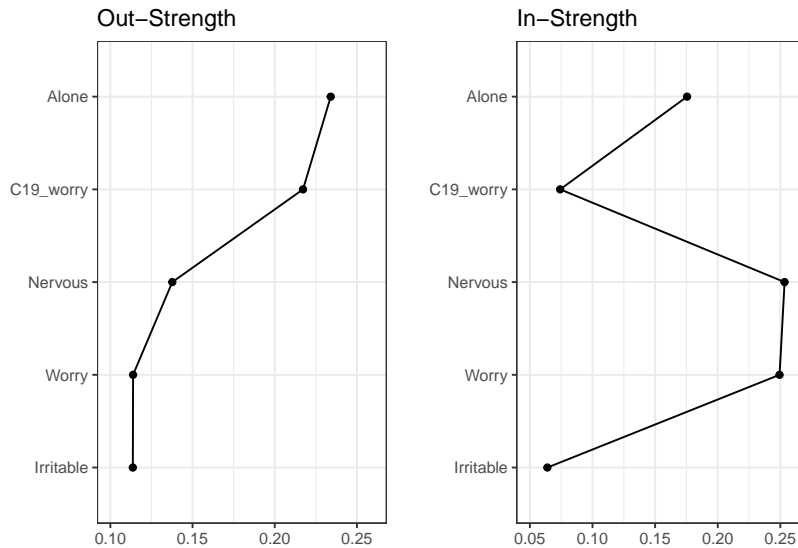 Out−Strength
Alone
C19_worry
Nervous
Worry
Irritable
0.10 0.15 0.20 0.25
In−Strength
Alone
C19_worry
Nervous
Worry
Irritable
0.05 0.10 0.15 0.20 0.25